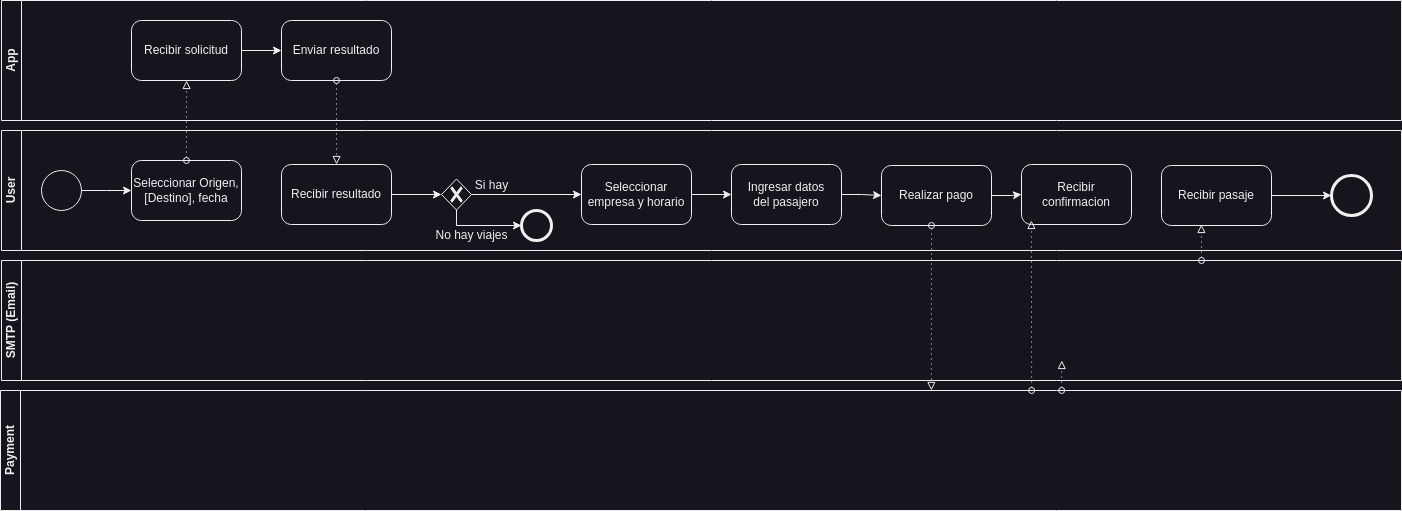 App
Recibir solicitud
Enviar resultado
User
Seleccionar Origen,
[Destino], fecha
Recibir resultado
Si hay
No hay viajes
Seleccionar
empresa y horario
Ingresar datos
del pasajero
Realizar pago
Recibir
confirmacion
Recibir pasaje
SMTP (Email)
Payment